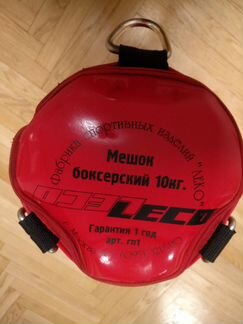 Фабрика спортивных изделий "ЛЕКО"
Мешок
боксерский 10кг.
LECO
Гарантия 1 год
арт. гп1